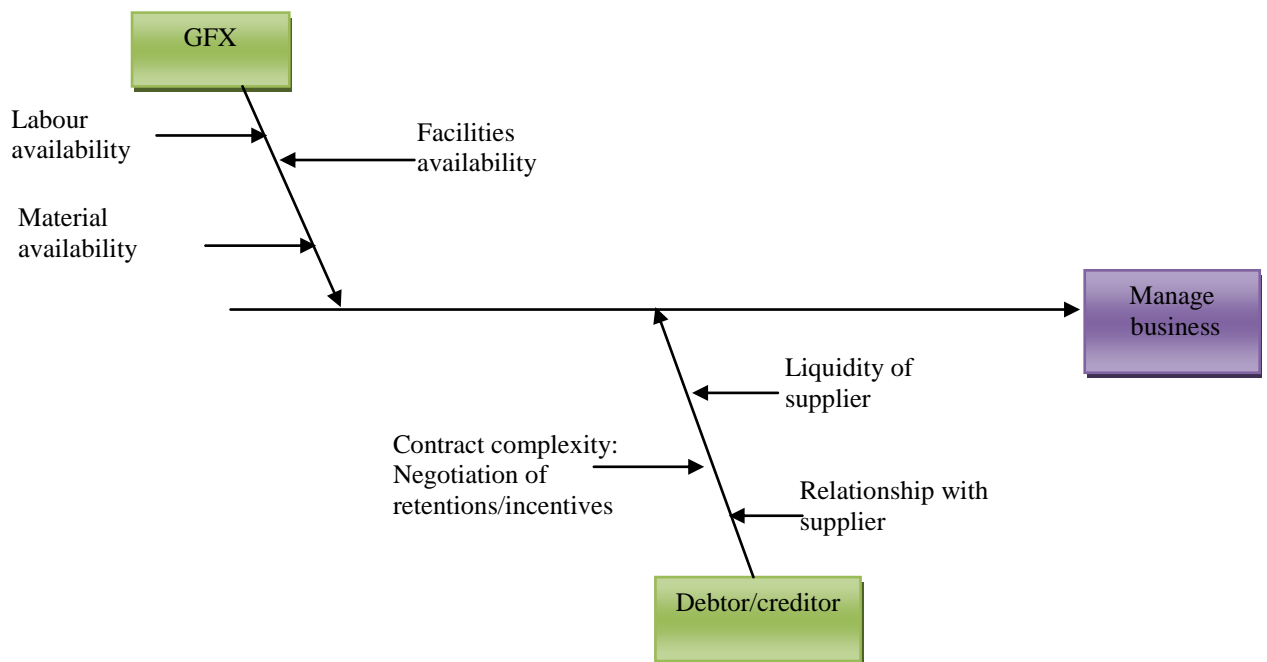 GFX
Labour
availability
Facilities
availability
Material
availability
Manage
business
Liquidity of
supplier
Contract complexity:
Negotiation of
retentions/incentives
Relationship with
supplier
Debtor/creditor